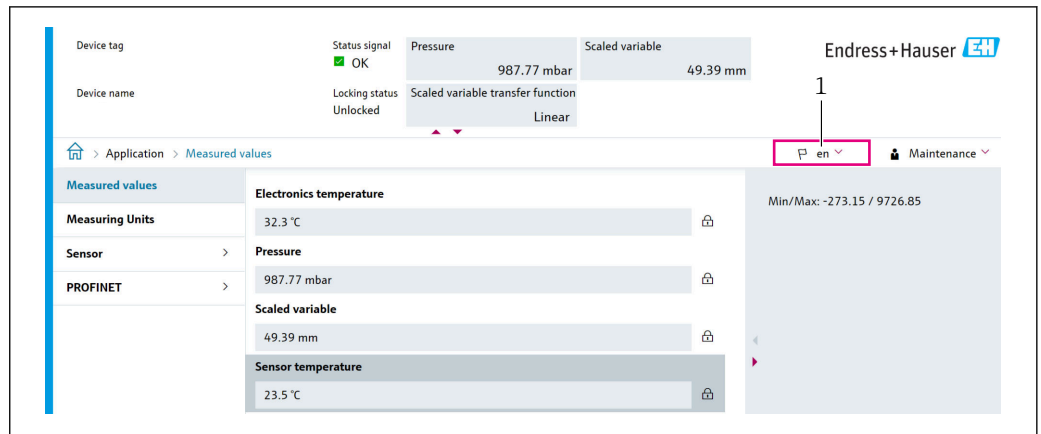 Device tag
Status signal
OK
Pressure
987.77 mbar
Scaled variable
49.39 mm
Endress+Hauser EH
1
Device name
Locking status
Unlocked
Scaled variable transfer function
Linear
> Application > Measured values
en
Maintenance
Measured values
Measuring Units
Sensor >
PROFINET >
Electronics temperature
32.3 °C
Pressure
987.77 mbar
Scaled variable
49.39 mm
Sensor temperature
23.5 °C
Min/Max: -273.15 / 9726.85